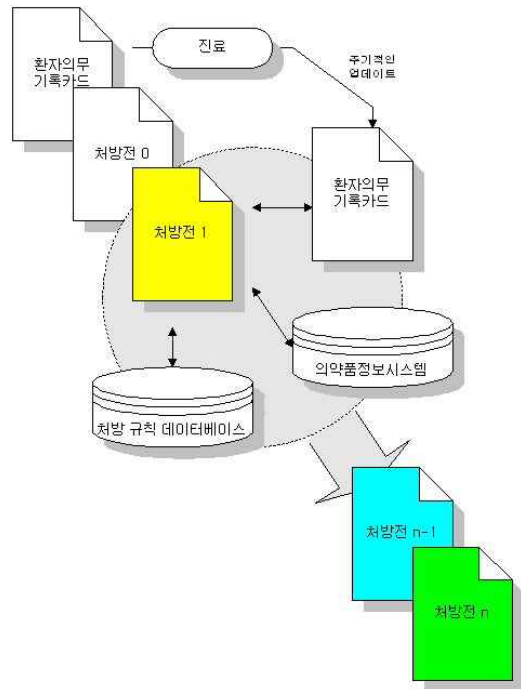 환자의무
기록카드
진료
주기적인
업데이트
처방전 0
환자의무
기록카드
처방전 1
의약품정보시스템
처방 규칙 데이터베이스
처방전 n-1
처방전 n